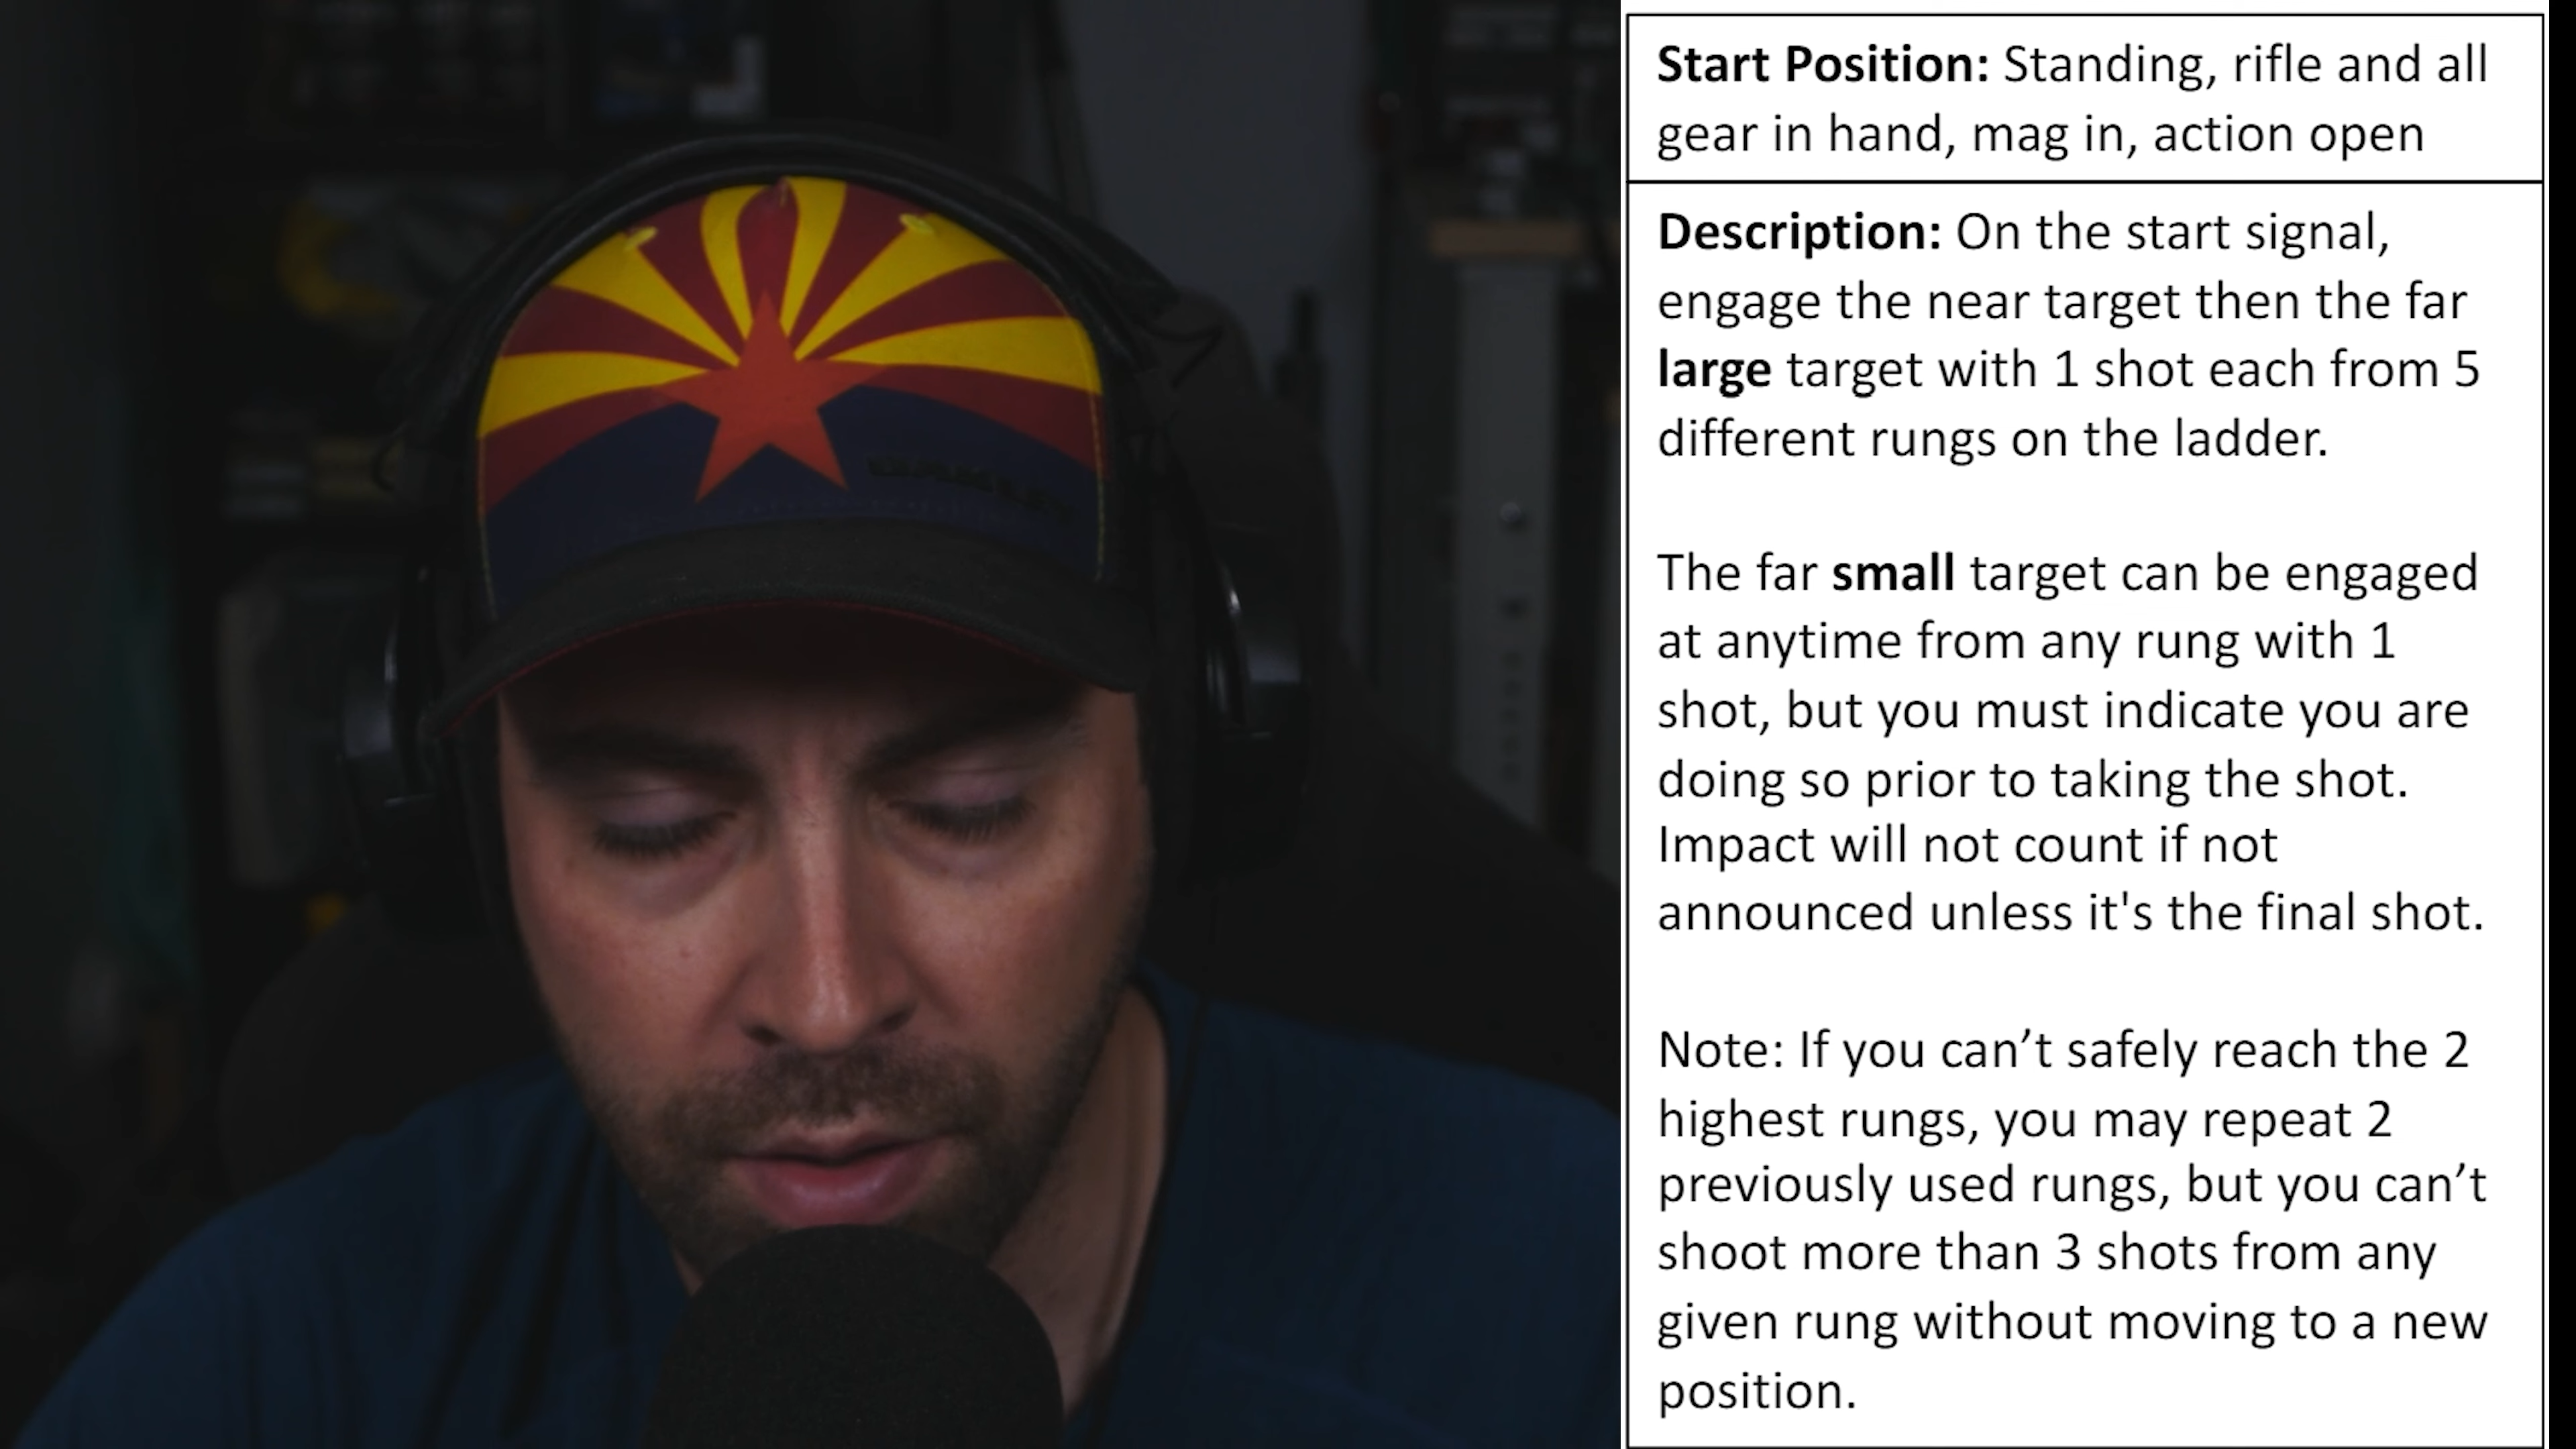 Start Position: Standing, rifle and all
gear in hand, mag in, action open
Description: On the start signal,
engage the near target then the far
large target with 1 shot each from 5
different rungs on the ladder.
The far small target can be engaged
at anytime from any rung with 1
shot, but you must indicate you are
doing so prior to taking the shot.
Impact will not count if not
announced unless it's the final shot.
Note: If you can’t safely reach the 2
highest rungs, you may repeat 2
previously used rungs, but you can’t
shoot more than 3 shots from any
given rung without moving to a new
position.
OAKLEY